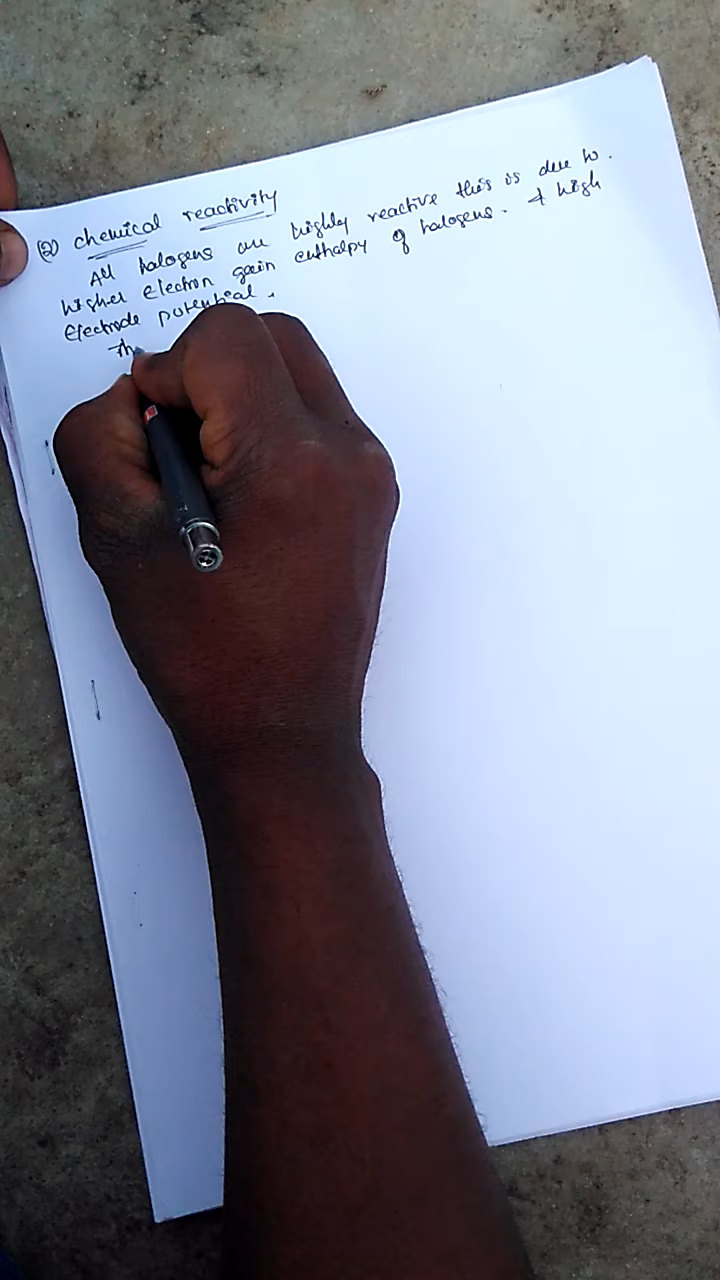 (2) chemical reactivity
All halogens are highly reactive this is due to.
higher electron gain enthalpy of halogens. & high
Electrode potential.
Th